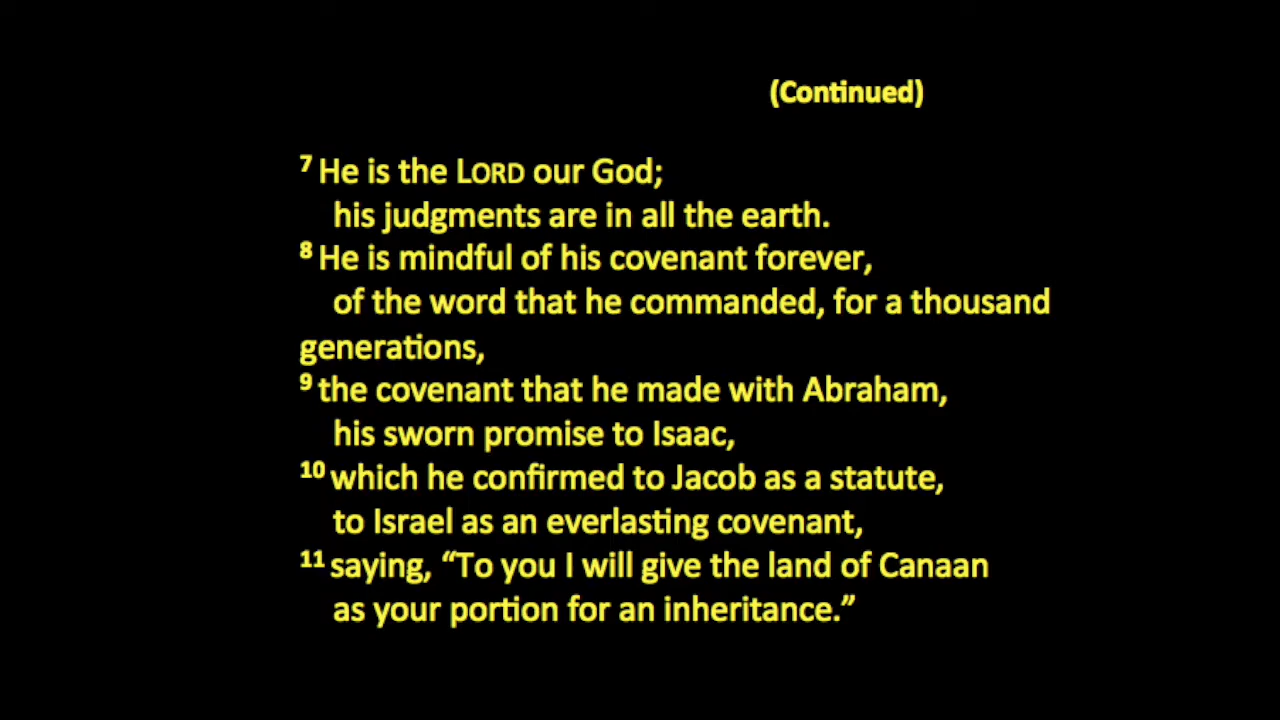 (Continued)
7 He is the LORD our God;
his judgments are in all the earth.
8 He is mindful of his covenant forever,
of the word that he commanded, for a thousand
generations,
9 the covenant that he made with Abraham,
his sworn promise to Isaac,
10 which he confirmed to Jacob as a statute,
to Israel as an everlasting covenant,
11 saying, “To you I will give the land of Canaan
as your portion for an inheritance.”